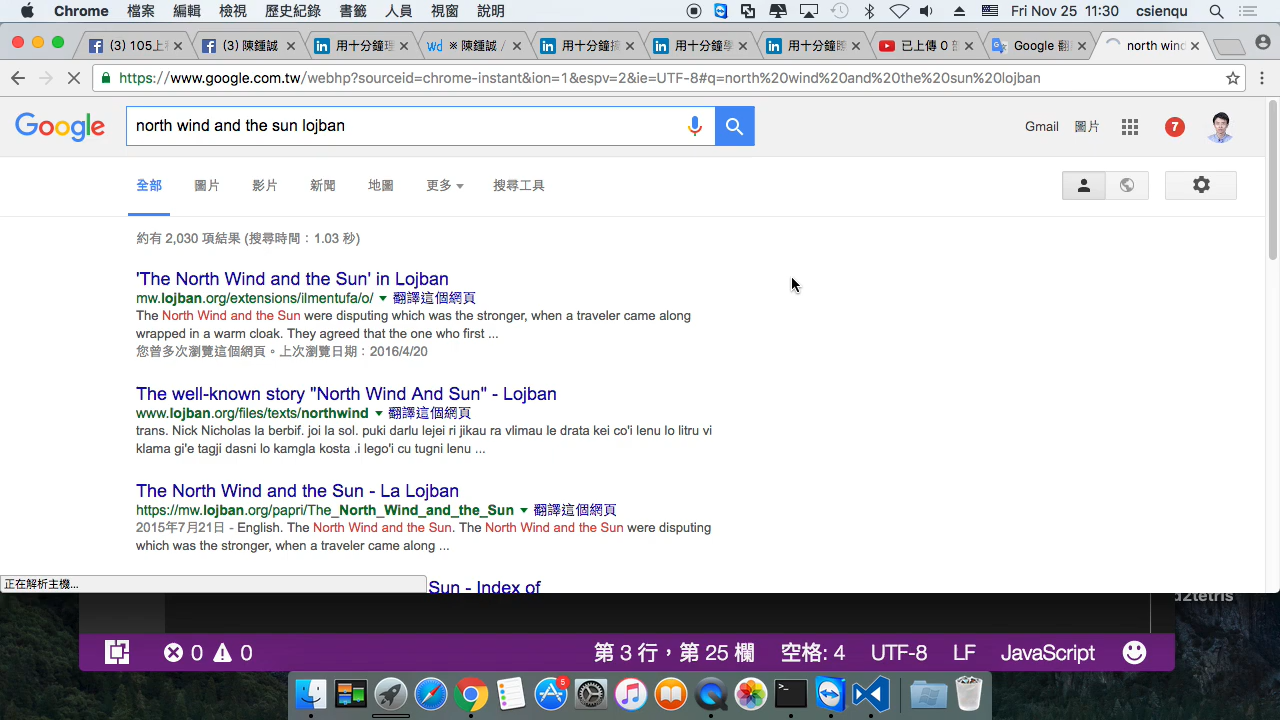 Chrome 檔案 編輯 檢視 歷史紀錄 書籤 人員 視窗 說明 Fri Nov 25 11:30 csienqu
(3) 105上 (3) 陳鍾誠 用十分鐘 ※ 陳鍾誠 / 用十分鐘 用十分鐘 用十分鐘 已上傳 0 Google north wind
https://www.google.com.tw/webhp?sourceid=chrome-instant&ion=1&espv=2&ie=UTF-8#q=north%20wind%20and%20the%20sun%20lojban
Google north wind and the sun lojban Gmail 圖片 7
全部 圖片 影片 新聞 地圖 更多 搜尋工具
約有 2,030 項結果 (搜尋時間：1.03 秒)
'The North Wind and the Sun' in Lojban
mw.lojban.org/extensions/ilmentufa/o/ 翻譯這個網頁
The North Wind and the Sun were disputing which was the stronger, when a traveler came along
wrapped in a warm cloak. They agreed that the one who first ...
您曾多次瀏覽這個網頁。上次瀏覽日期：2016/4/20
The well-known story "North Wind And Sun" - Lojban
www.lojban.org/files/texts/northwind 翻譯這個網頁
trans. Nick Nicholas la berbif. joi la sol. puki darlu lejei ri jikau ra vlimau le drata kei co'i lenu lo litru vi
klama gi'e tagji dasni lo kamgla kosta .i lego'i cu tugni lenu ...
The North Wind and the Sun - La Lojban
https://mw.lojban.org/papri/The_North_Wind_and_the_Sun 翻譯這個網頁
2015年7月21日 - English. The North Wind and the Sun. The North Wind and the Sun were disputing
which was the stronger, when a traveler came along ...
正在解析主機... Sun - Index of
d2tetris
0 0 第 3 行，第 25 欄 空格: 4 UTF-8 LF JavaScript
5